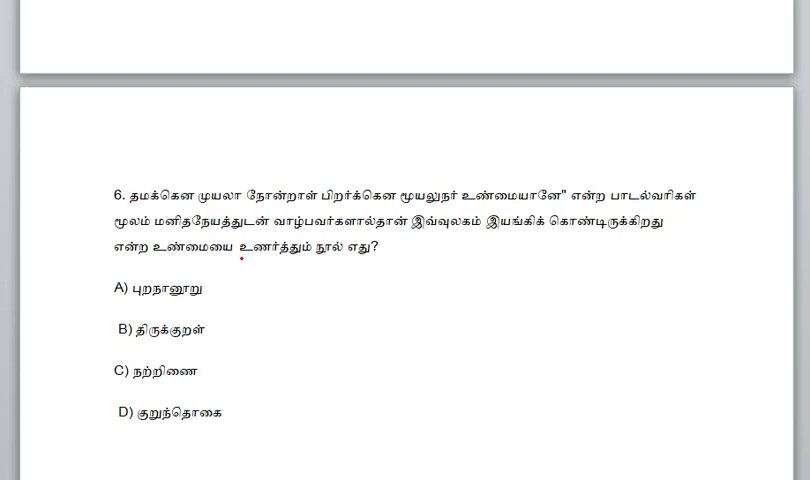 6. தமக்கென முயலா நோன்றாள் பிறர்க்கென மூயலுநர் உண்மையானே" என்ற பாடல்வரிகள்
மூலம் மனிதநேயத்துடன் வாழ்பவர்களால்தான் இவ்வுலகம் இயங்கிக் கொண்டிருக்கிறது
என்ற உண்மையை உணர்த்தும் நூல் எது?
A) புறநானூறு
B) திருக்குறள்
C) நற்றிணை
D) குறுந்தொகை